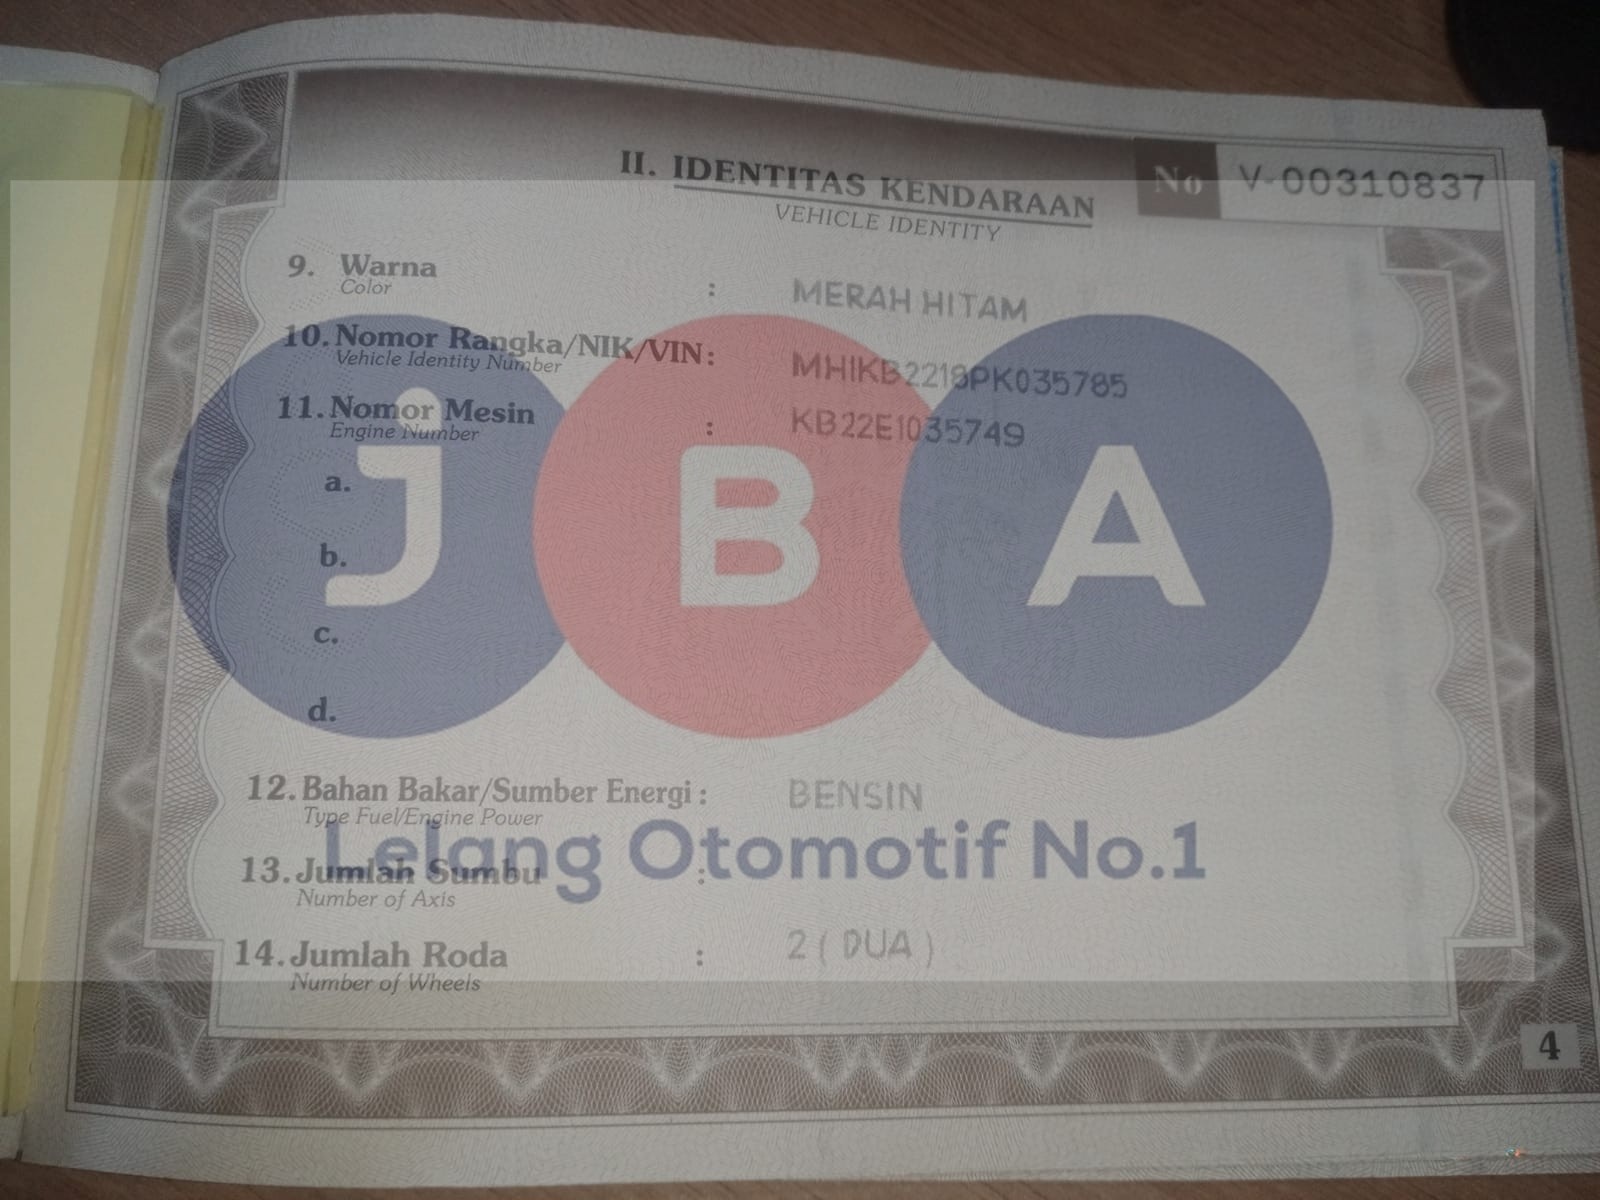 II. IDENTITAS KENDARAAN
VEHICLE IDENTITY
No V-00310837
9. Warna : MERAH HITAM
Color
10. Nomor Rangka/NIK/VIN : MH1KB2218PK035785
Vehicle Identity Number
11. Nomor Mesin : KB22E1035749
Engine Number
a.
b.
c.
d.
JBA
12. Bahan Bakar/Sumber Energi : BENSIN
Type Fuel/Engine Power
Lelang Otomotif No.1
13. Jumlah Sumbu :
Number of Axis
14. Jumlah Roda : 2 ( DUA )
Number of Wheels
4